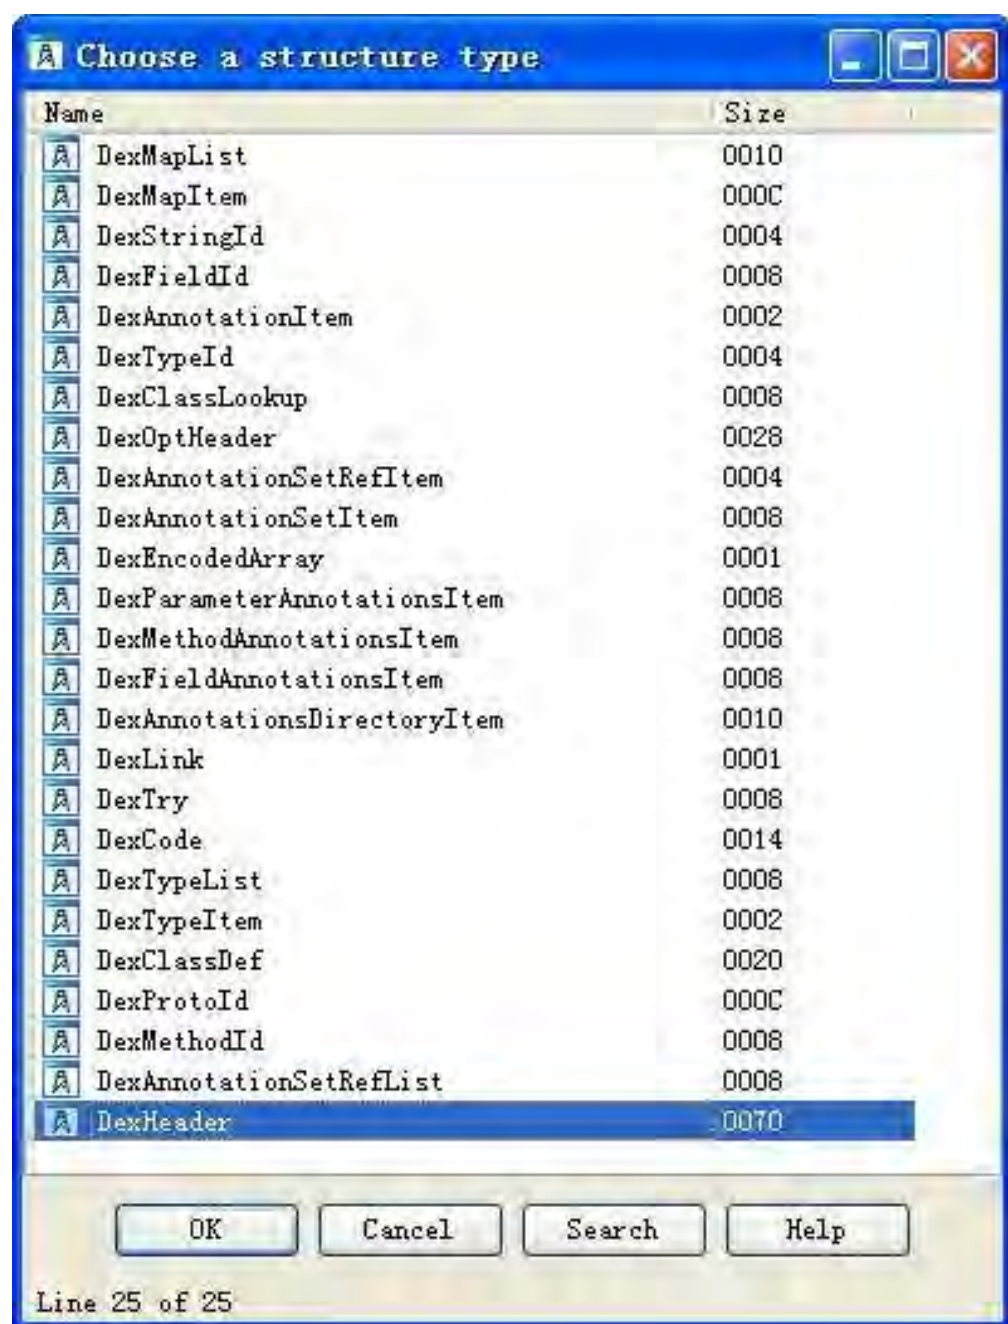 Choose a structure type
Name Size
DexMapList 0010
DexMapItem 000C
DexStringId 0004
DexFieldId 0008
DexAnnotationItem 0002
DexTypeId 0004
DexClassLookup 0008
DexOptHeader 0028
DexAnnotationSetRefItem 0004
DexAnnotationSetItem 0008
DexEncodedArray 0001
DexParameterAnnotationsItem 0008
DexMethodAnnotationsItem 0008
DexFieldAnnotationsItem 0008
DexAnnotationsDirectoryItem 0010
DexLink 0001
DexTry 0008
DexCode 0014
DexTypeList 0008
DexTypeItem 0002
DexClassDef 0020
DexProtoId 000C
DexMethodId 0008
DexAnnotationSetRefList 0008
DexHeader 0070
OK Cancel Search Help
Line 25 of 25